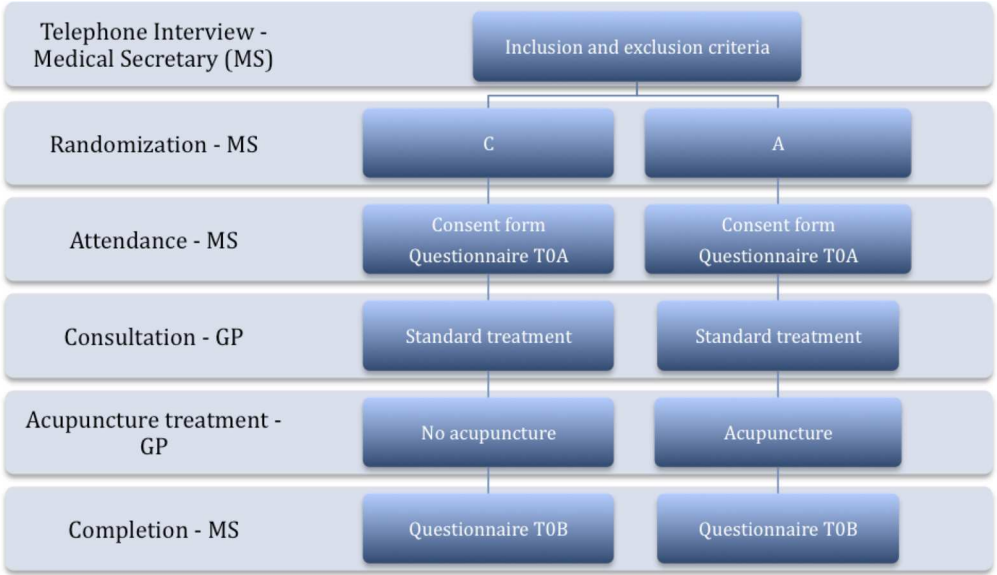 Telephone Interview -
Medical Secretary (MS)
Inclusion and exclusion criteria
Randomization - MS
C
A
Attendance - MS
Consent form
Questionnaire T0A
Consent form
Questionnaire T0A
Consultation - GP
Standard treatment
Standard treatment
Acupuncture treatment -
GP
No acupuncture
Acupuncture
Completion - MS
Questionnaire T0B
Questionnaire T0B